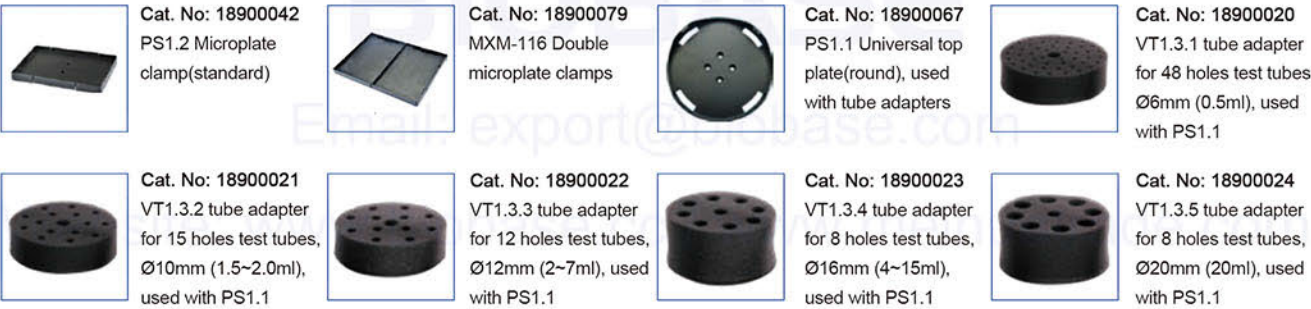 Cat. No: 18900042
PS1.2 Microplate
clamp(standard)
Cat. No: 18900079
MXM-116 Double
microplate clamps
Cat. No: 18900067
PS1.1 Universal top
plate(round), used
with tube adapters
Cat. No: 18900020
VT1.3.1 tube adapter
for 48 holes test tubes
Ø6mm (0.5ml), used
with PS1.1
Email: export@biobase.com
Cat. No: 18900021
VT1.3.2 tube adapter
for 15 holes test tubes,
Ø10mm (1.5~2.0ml),
used with PS1.1
Cat. No: 18900022
VT1.3.3 tube adapter
for 12 holes test tubes,
Ø12mm (2~7ml), used
with PS1.1
Cat. No: 18900023
VT1.3.4 tube adapter
for 8 holes test tubes,
Ø16mm (4~15ml),
used with PS1.1
Cat. No: 18900024
VT1.3.5 tube adapter
for 8 holes test tubes,
Ø20mm (20ml), used
with PS1.1